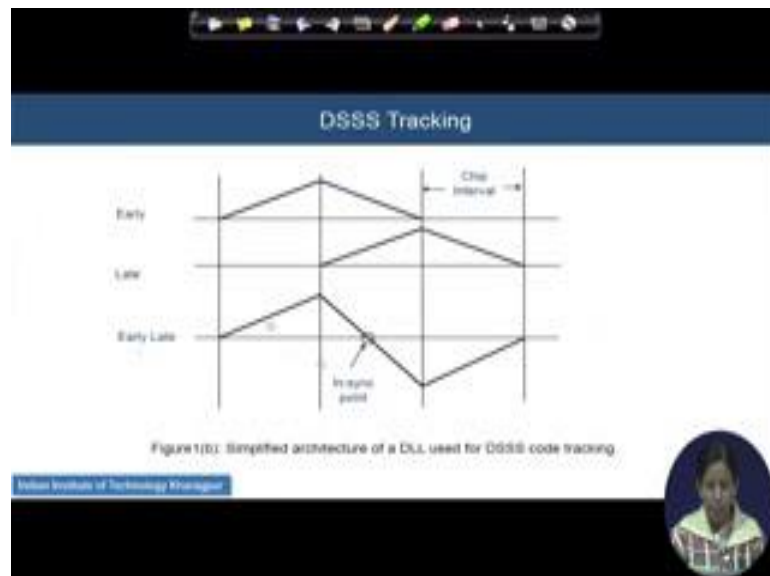 DSSS Tracking
Chip
Interval
Early
Late
Early Late
In-sync
point
Figure1(b): Simplified architecture of a DLL used for DSSS code tracking.
Indian Institute of Technology Kharagpur